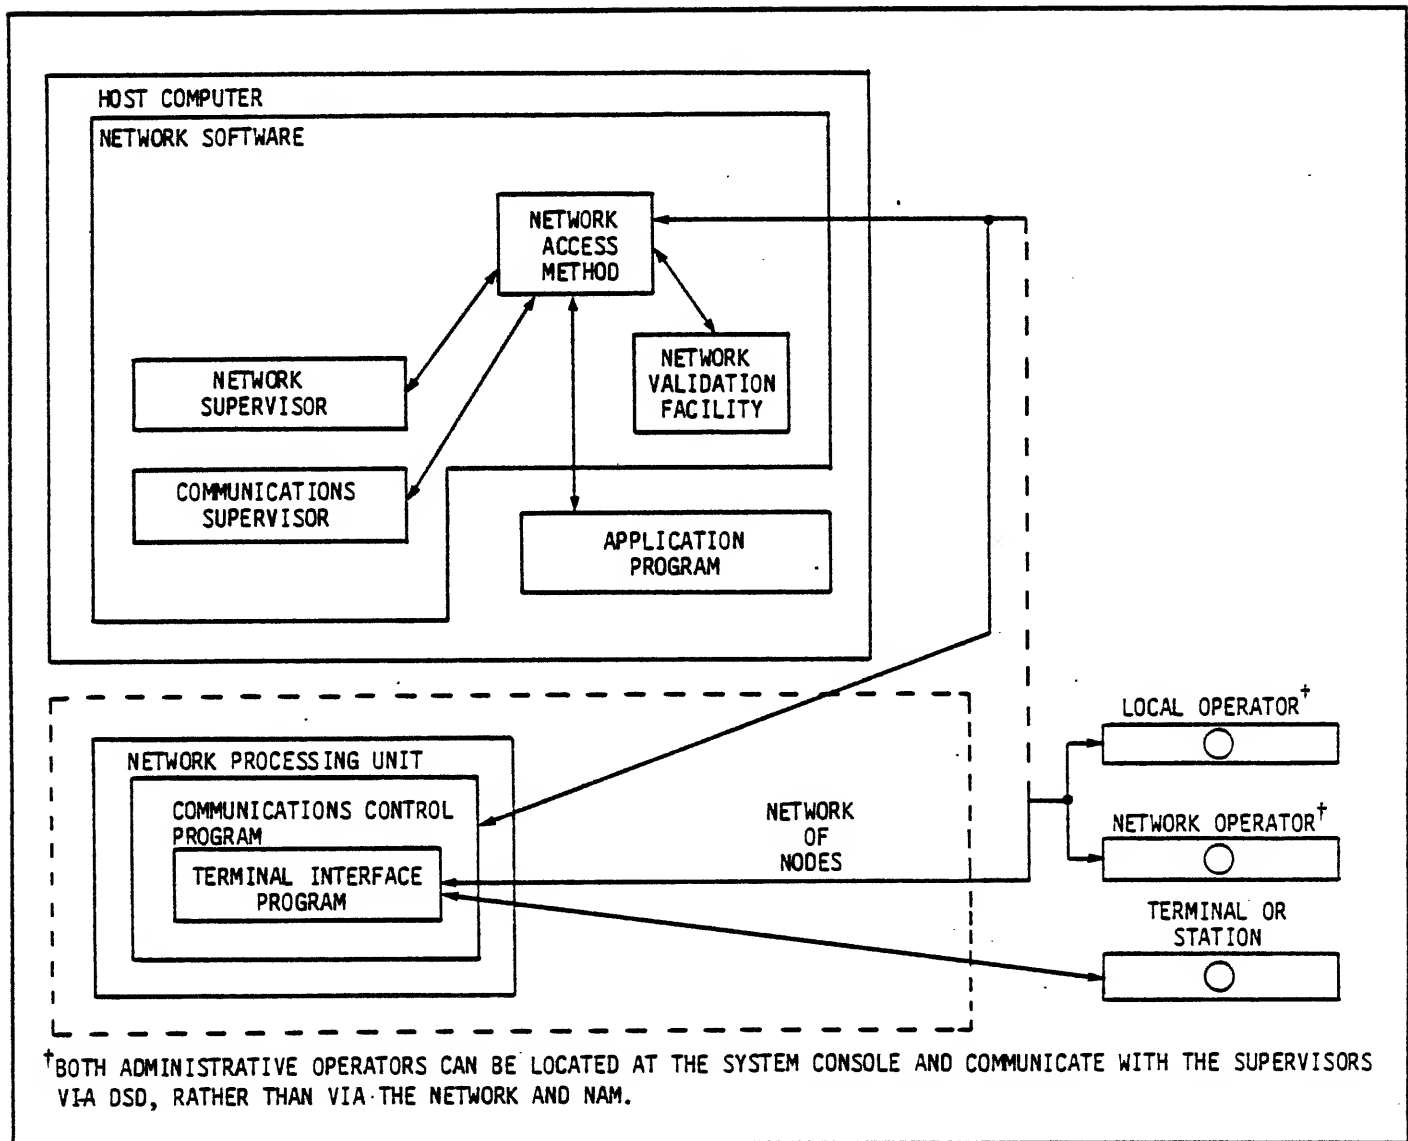 HOST COMPUTER
NETWORK SOFTWARE
NETWORK
ACCESS
METHOD
NETWORK
SUPERVISOR
NETWORK
VALIDATION
FACILITY
COMMUNICATIONS
SUPERVISOR
APPLICATION
PROGRAM
NETWORK PROCESSING UNIT
COMMUNICATIONS CONTROL
PROGRAM
TERMINAL INTERFACE
PROGRAM
NETWORK
OF
NODES
LOCAL OPERATOR†
NETWORK OPERATOR†
TERMINAL OR
STATION
†BOTH ADMINISTRATIVE OPERATORS CAN BE LOCATED AT THE SYSTEM CONSOLE AND COMMUNICATE WITH THE SUPERVISORS
VIA DSD, RATHER THAN VIA THE NETWORK AND NAM.